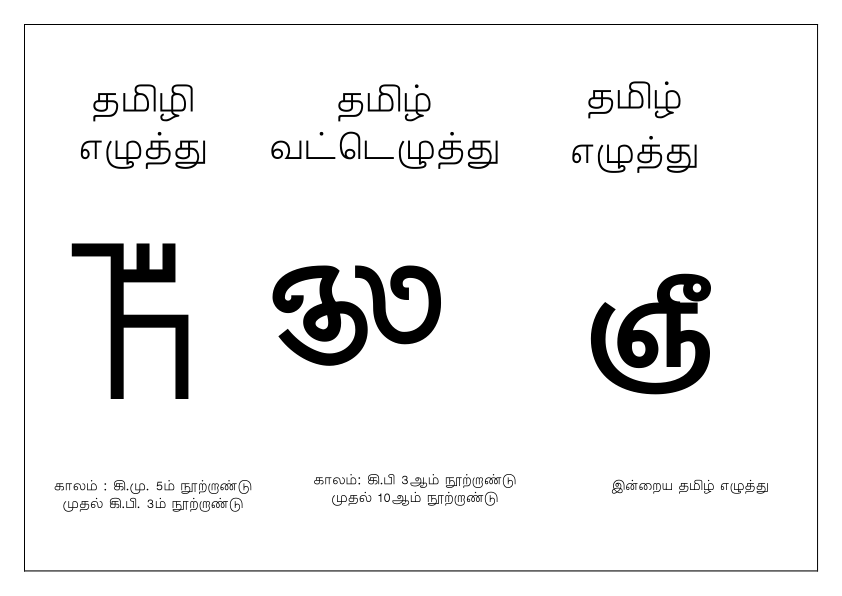 தமிழி
எழுத்து
தமிழ்
வட்டெழுத்து
தமிழ்
எழுத்து
ஞீ
காலம் : கி.மு. 5ம் நூற்றாண்டு
முதல் கி.பி. 3ம் நூற்றாண்டு
காலம்: கி.பி 3ஆம் நூற்றாண்டு
முதல் 10ஆம் நூற்றாண்டு
இன்றைய தமிழ் எழுத்து